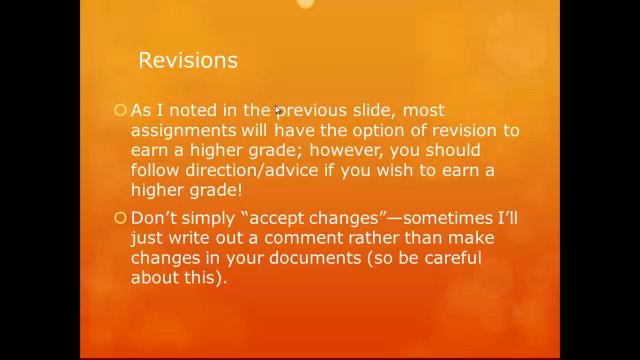 Revisions
As I noted in the previous slide, most
assignments will have the option of revision to
earn a higher grade; however, you should
follow direction/advice if you wish to earn a
higher grade!
Don’t simply “accept changes”—sometimes I’ll
just write out a comment rather than make
changes in your documents (so be careful
about this).